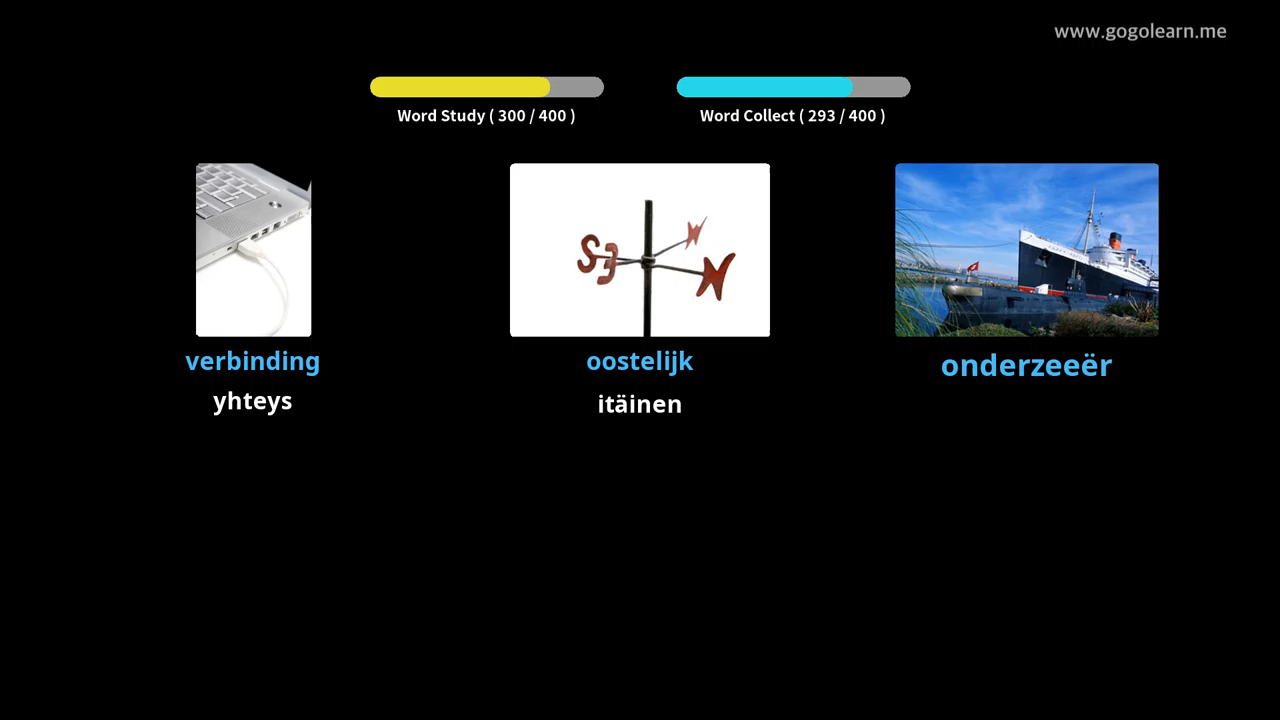 www.gogolearn.me
Word Study ( 300 / 400 )
Word Collect ( 293 / 400 )
S
E
W
N
verbinding
yhteys
oostelijk
itäinen
onderzeeër